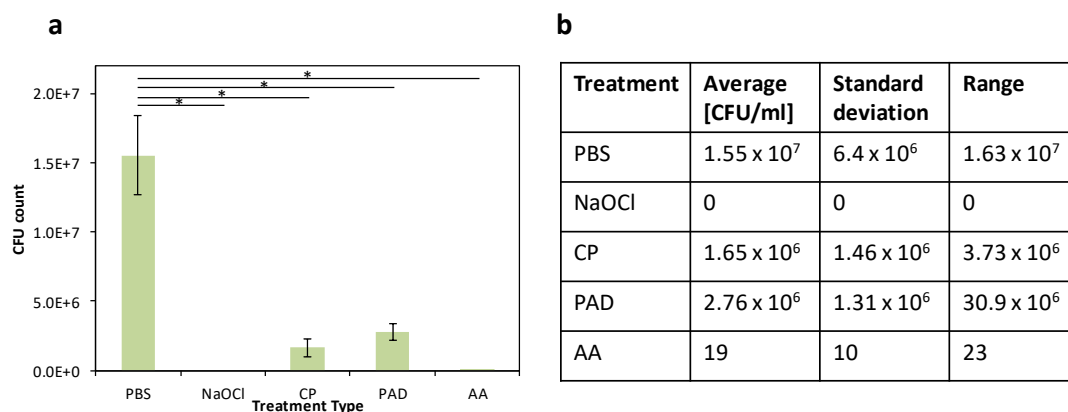 a
*
*
*
*
2.0E+7
1.5E+7
1.0E+7
5.0E+6
0.0E+0
CFU count
PBS NaOCl CP PAD AA
Treatment Type
b
Treatment Average [CFU/ml] Standard deviation Range
PBS 1.55 x 10⁷ 6.4 x 10⁶ 1.63 x 10⁷
NaOCl 0 0 0
CP 1.65 x 10⁶ 1.46 x 10⁶ 3.73 x 10⁶
PAD 2.76 x 10⁶ 1.31 x 10⁶ 30.9 x 10⁶
AA 19 10 23